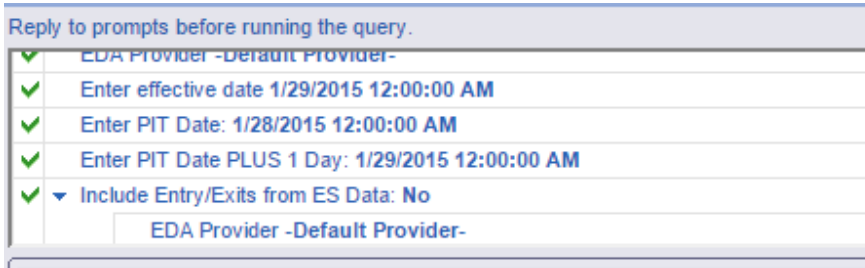 Reply to prompts before running the query.
EDA Provider -Default Provider-
Enter effective date 1/29/2015 12:00:00 AM
Enter PIT Date: 1/28/2015 12:00:00 AM
Enter PIT Date PLUS 1 Day: 1/29/2015 12:00:00 AM
Include Entry/Exits from ES Data: No
EDA Provider -Default Provider-